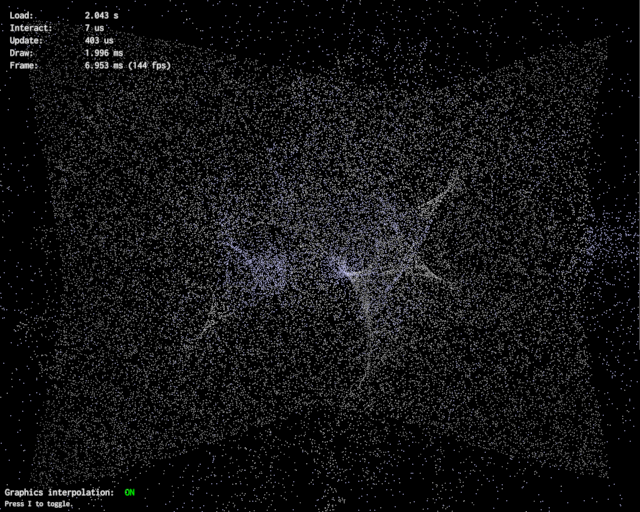 Load: 2.043 s
Interact: 7 us
Update: 403 us
Draw: 1.996 ms
Frame: 6.953 ms (144 fps)
Graphics interpolation: ON
Press I to toggle.